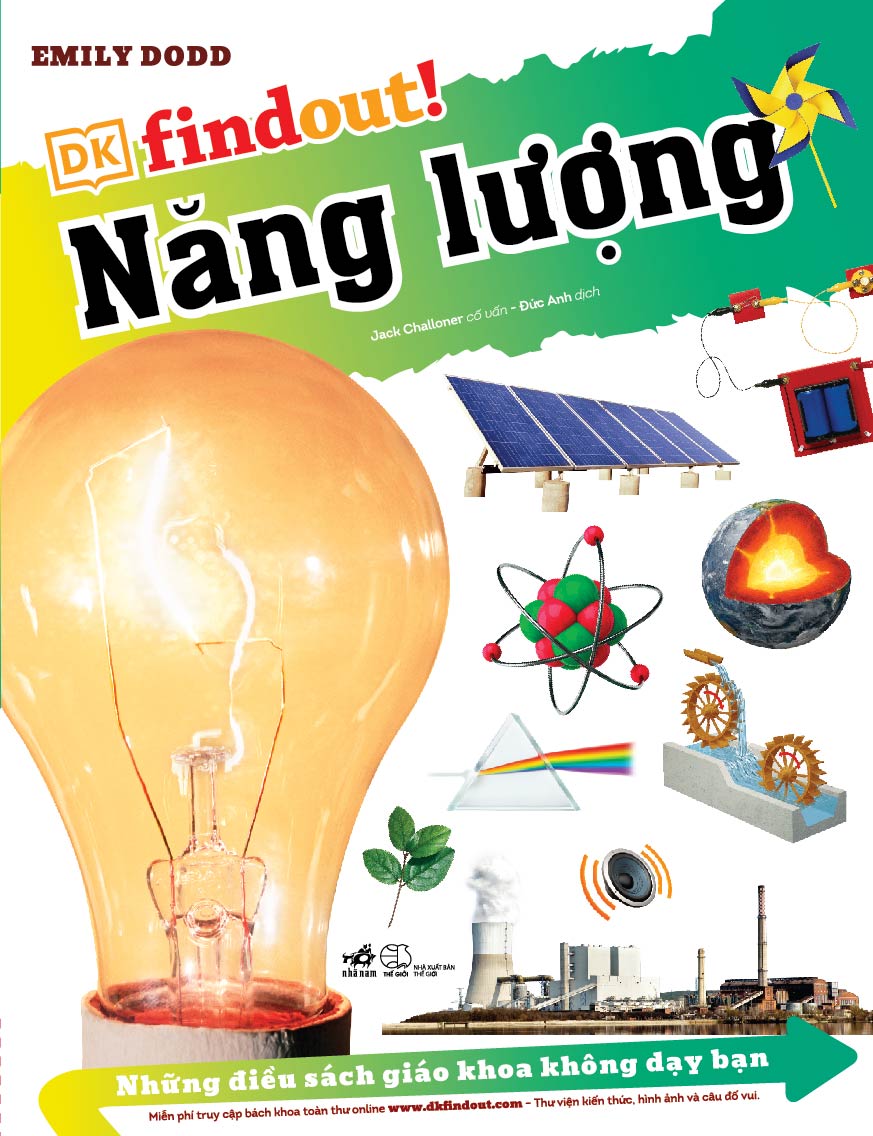 EMILY DODD
DK findout!
Năng lượng
Jack Challoner cố vấn - Đức Anh dịch
nhã nam
THẾ GIỚI
NHÀ XUẤT BẢN
THẾ GIỚI
Những điều sách giáo khoa không dạy bạn
Miễn phí truy cập bách khoa toàn thư online www.dkfindout.com - Thư viện kiến thức, hình ảnh và câu đố vui.